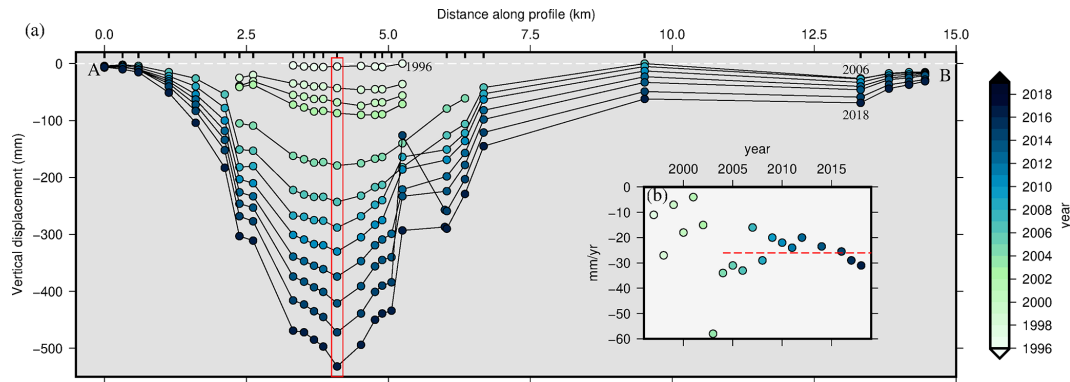 Distance along profile (km)
(a)
0.0 2.5 5.0 7.5 10.0 12.5 15.0
Vertical displacement (mm)
0
−100
−200
−300
−400
−500
A
1996
2006
B
2018
year
2000 2005 2010 2015
(b)
mm/yr
0
−10
−20
−30
−40
−50
−60
2018
2016
2014
2012
2010
2008
2006
2004
2002
2000
1998
1996
year